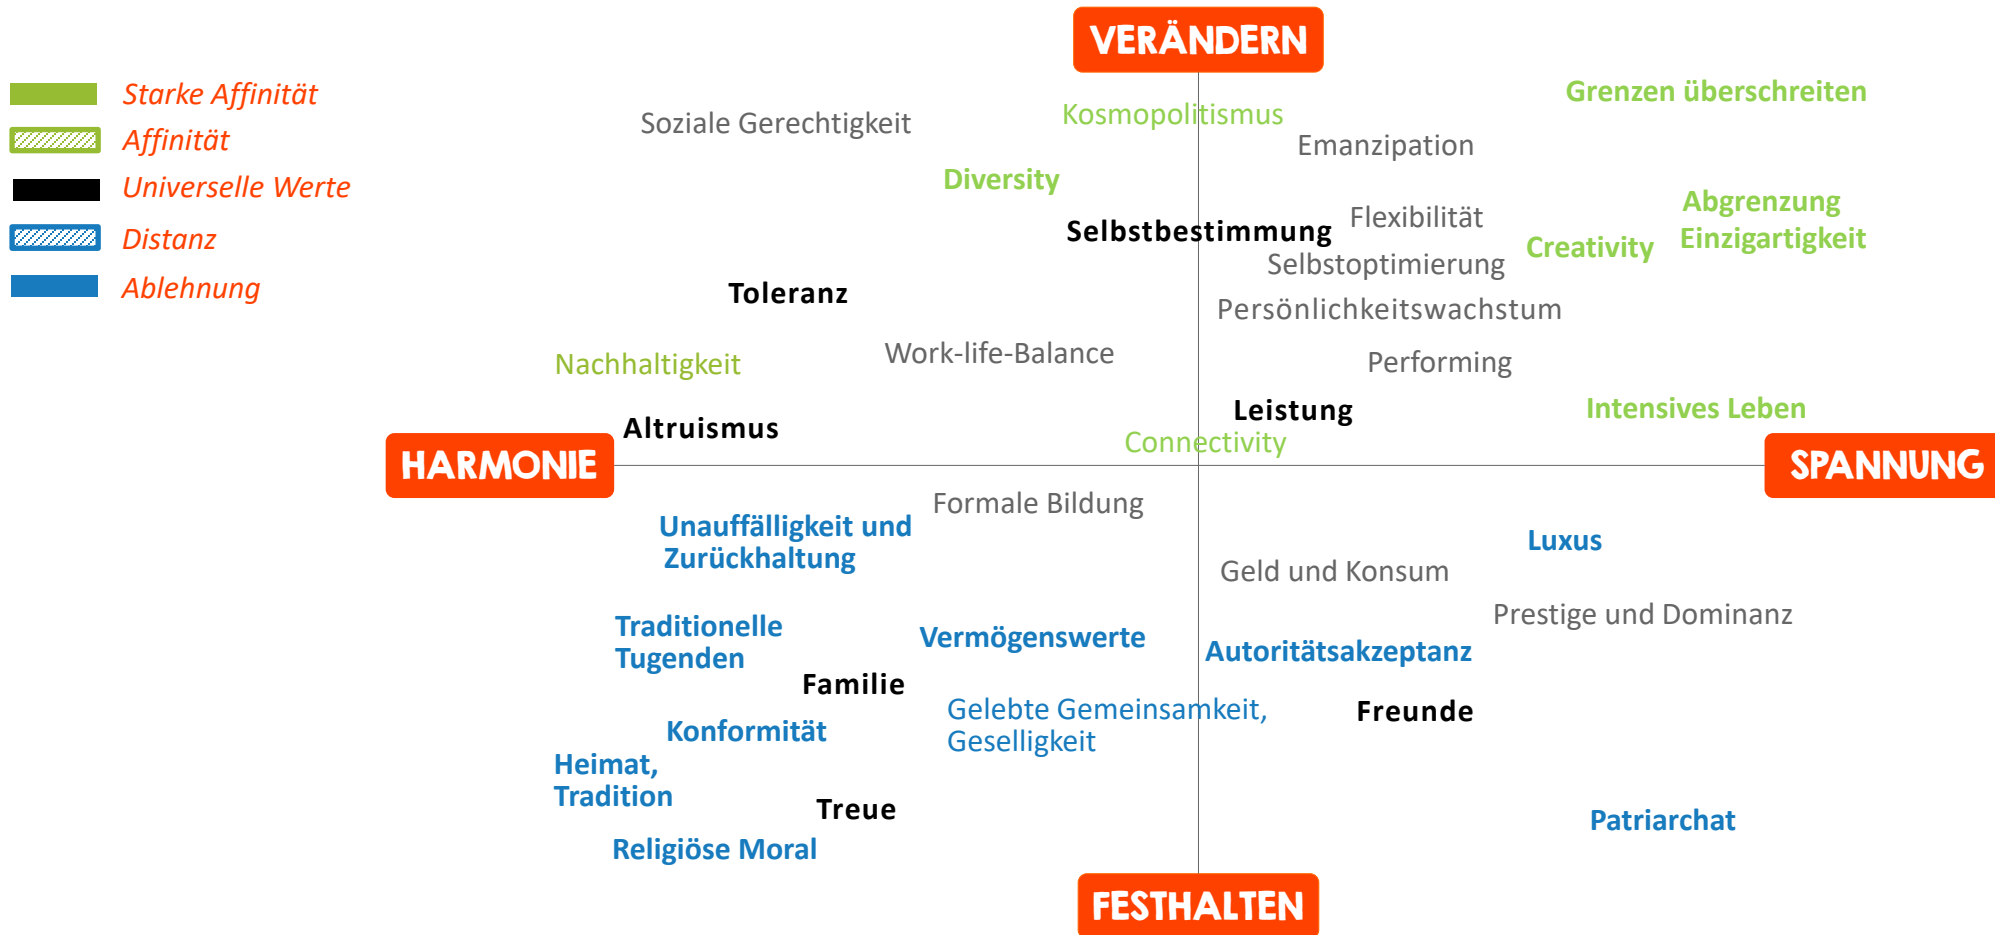 VERÄNDERN
Starke Affinität
Affinität
Universelle Werte
Distanz
Ablehnung
Grenzen überschreiten
Kosmopolitismus
Soziale Gerechtigkeit
Emanzipation
Diversity
Abgrenzung
Einzigartigkeit
Flexibilität
Selbstbestimmung
Creativity
Selbstoptimierung
Toleranz
Persönlichkeitswachstum
Work-life-Balance
Performing
Nachhaltigkeit
Leistung
Intensives Leben
Altruismus
Connectivity
HARMONIE
SPANNUNG
Formale Bildung
Unauffälligkeit und
Zurückhaltung
Luxus
Geld und Konsum
Prestige und Dominanz
Traditionelle
Tugenden
Vermögenswerte
Autoritätsakzeptanz
Familie
Gelebte Gemeinsamkeit,
Geselligkeit
Freunde
Konformität
Heimat,
Tradition
Treue
Patriarchat
Religiöse Moral
FESTHALTEN